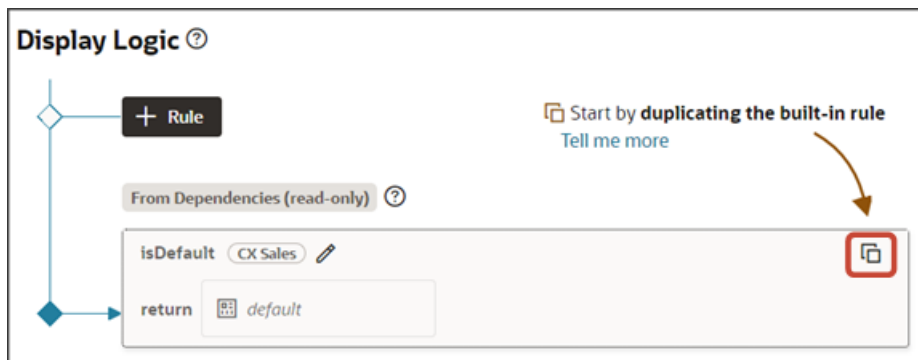 Display Logic ?
+ Rule
Start by duplicating the built-in rule
Tell me more
From Dependencies (read-only) ?
isDefault CX Sales
return default